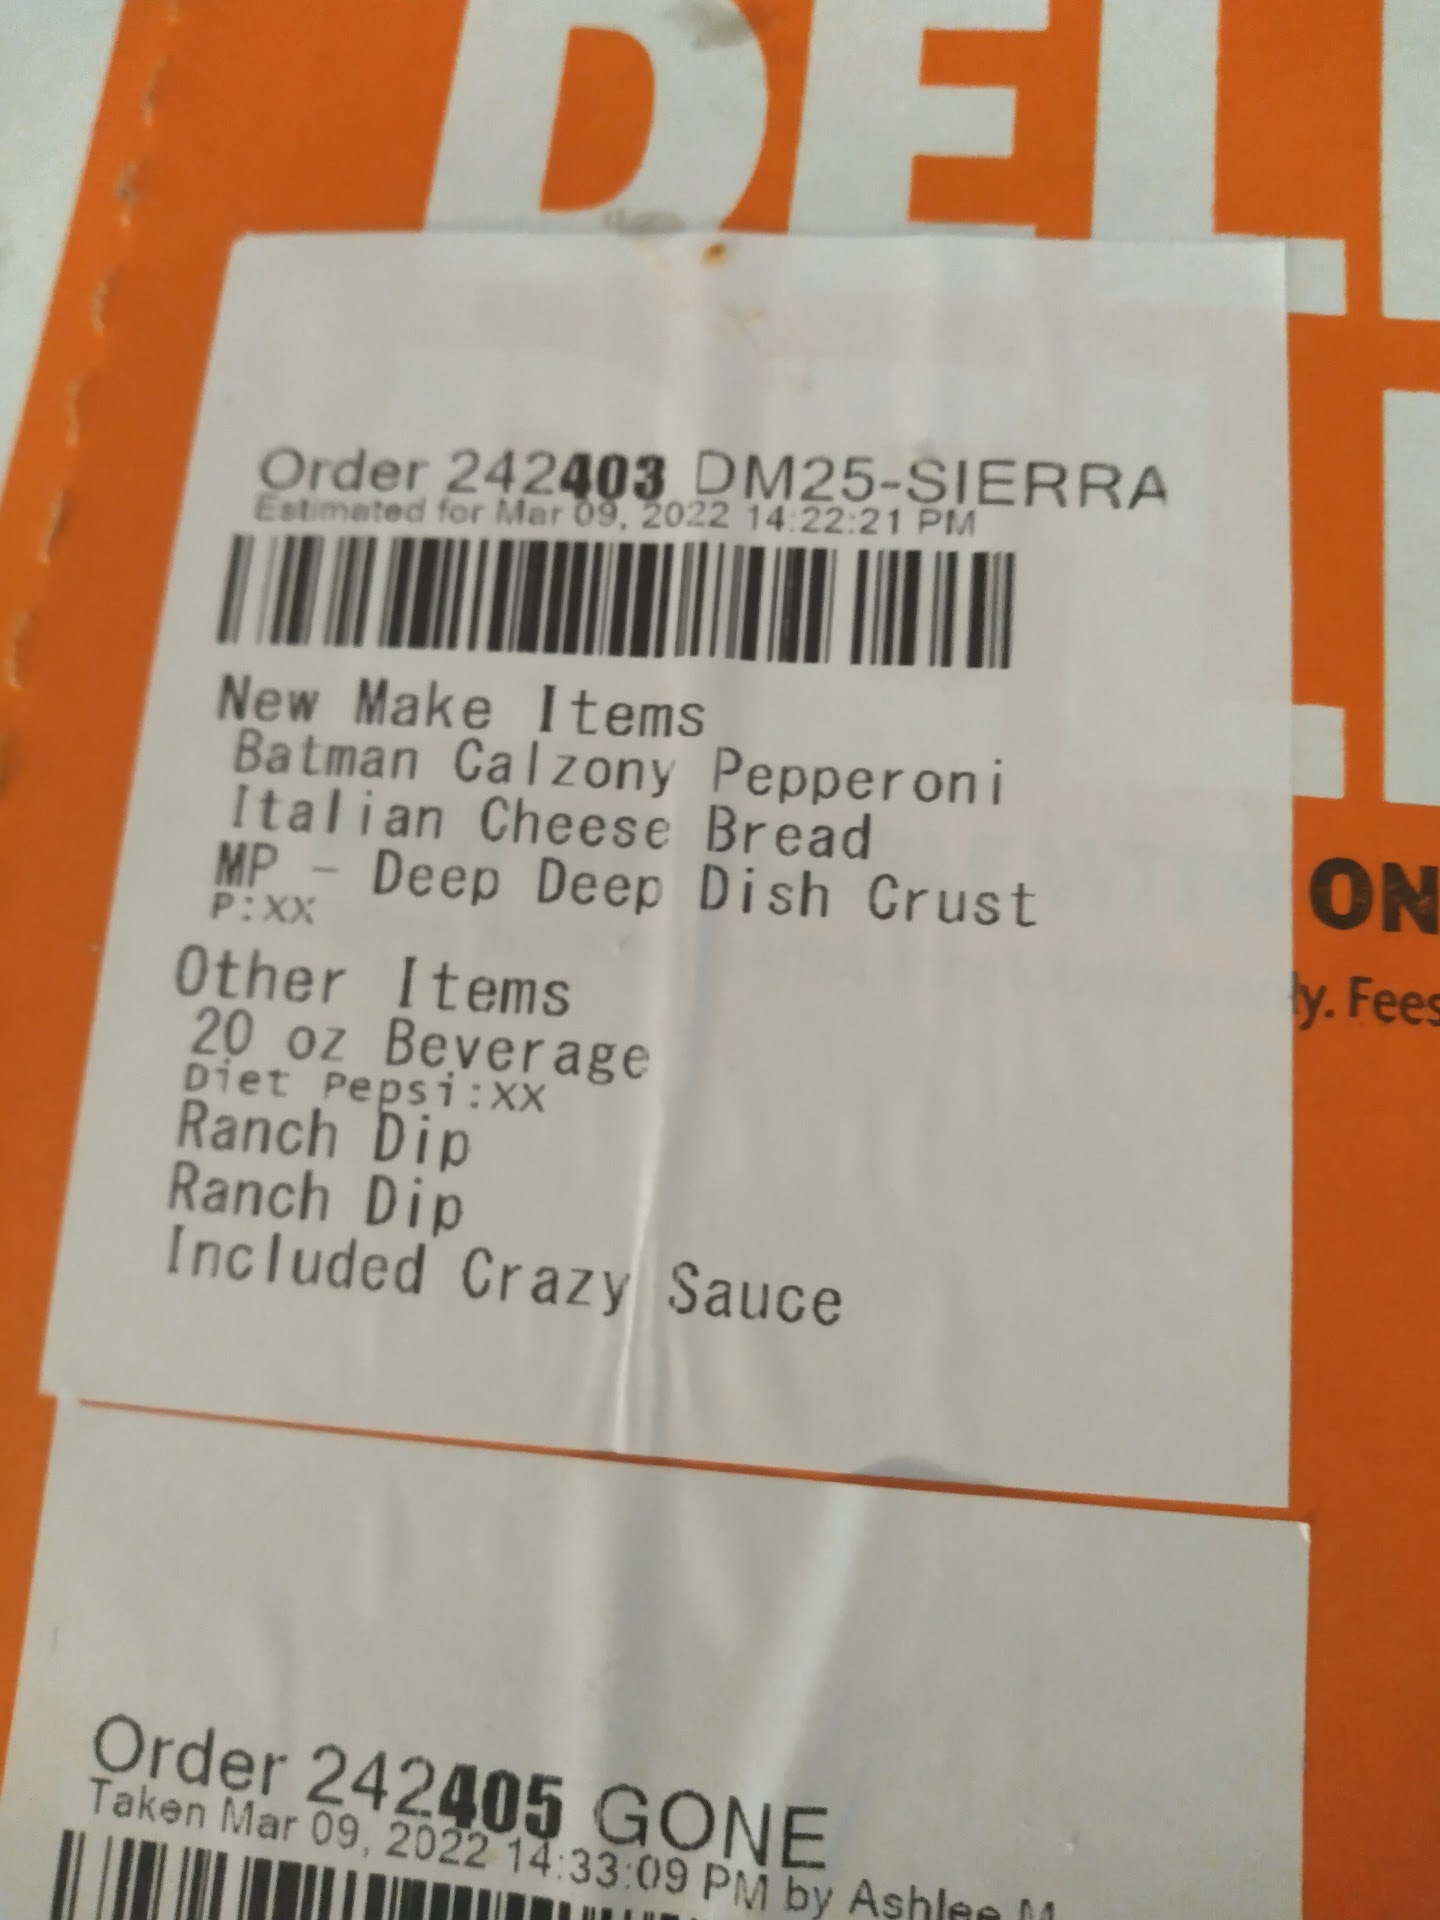 DEL
Order 242403 DM25-SIERRA
Estimated for Mar 09, 2022 14:22:21 PM
New Make Items
Batman Calzony Pepperoni
Italian Cheese Bread
MP - Deep Deep Dish Crust
P:XX
Other Items
20 oz Beverage
Diet Pepsi:XX
Ranch Dip
Ranch Dip
Included Crazy Sauce
ON
ly. Fees
Order 242405 GONE
Taken Mar 09, 2022 14:33:09 PM by Ashlee M